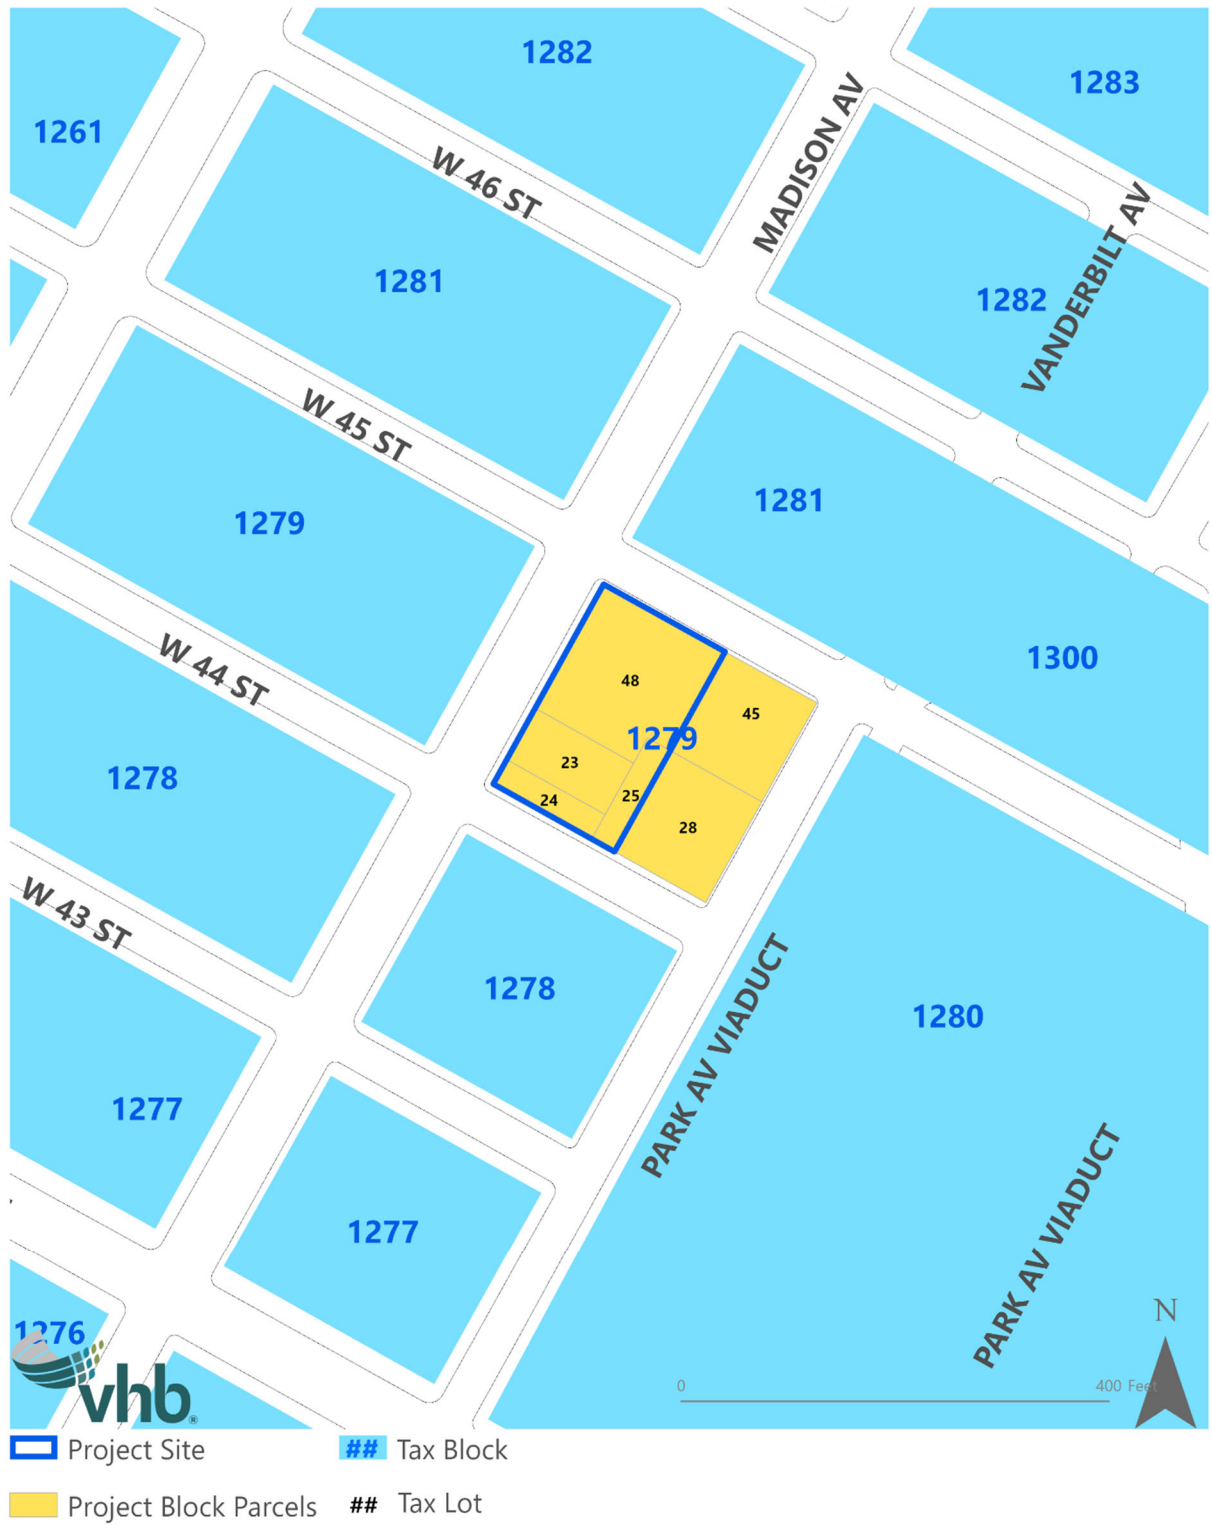 1282
1283
1261
MADISON AV
W 46 ST
VANDERBILT AV
1281
1282
W 45 ST
1281
1279
1300
W 44 ST
48
45
1279
23
1278
25
24
28
W 43 ST
1278
PARK AV VIADUCT
1280
1277
PARK AV VIADUCT
1277
N
1276
0
400 Feet
vhb®
Project Site
## Tax Block
Project Block Parcels
## Tax Lot